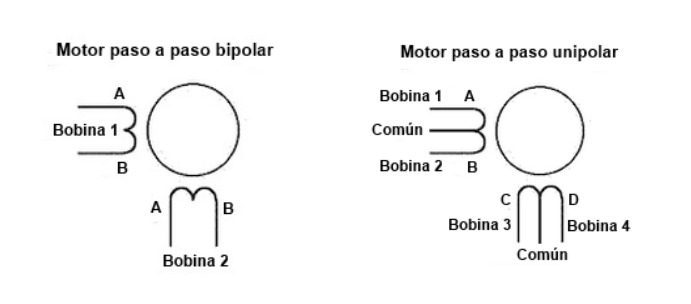 Motor paso a paso bipolar
A
Bobina 1
B
A
B
Bobina 2
Motor paso a paso unipolar
Bobina 1 A
Común
Bobina 2 B
C
D
Bobina 3
Bobina 4
Común